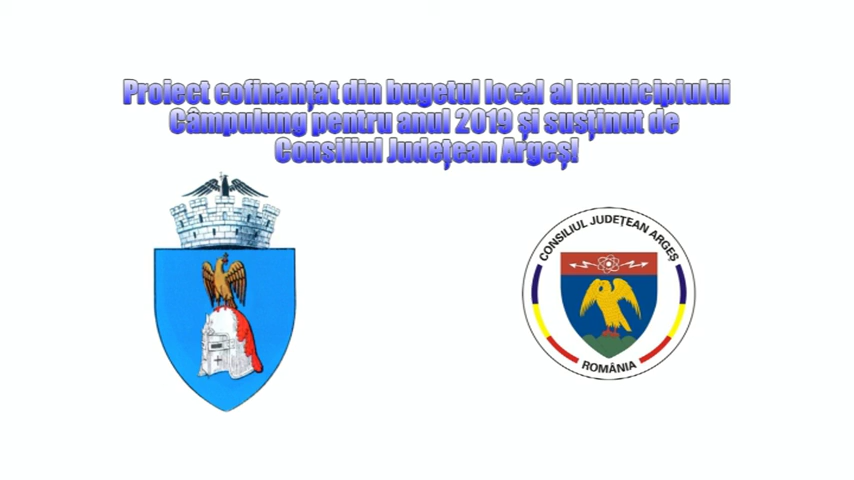 Proiect cofinanțat din bugetul local al municipiului
Câmpulung pentru anul 2019 și susținut de
Consiliul Județean Argeș!
CONSILIUL JUDEȚEAN ARGEȘ
ROMÂNIA